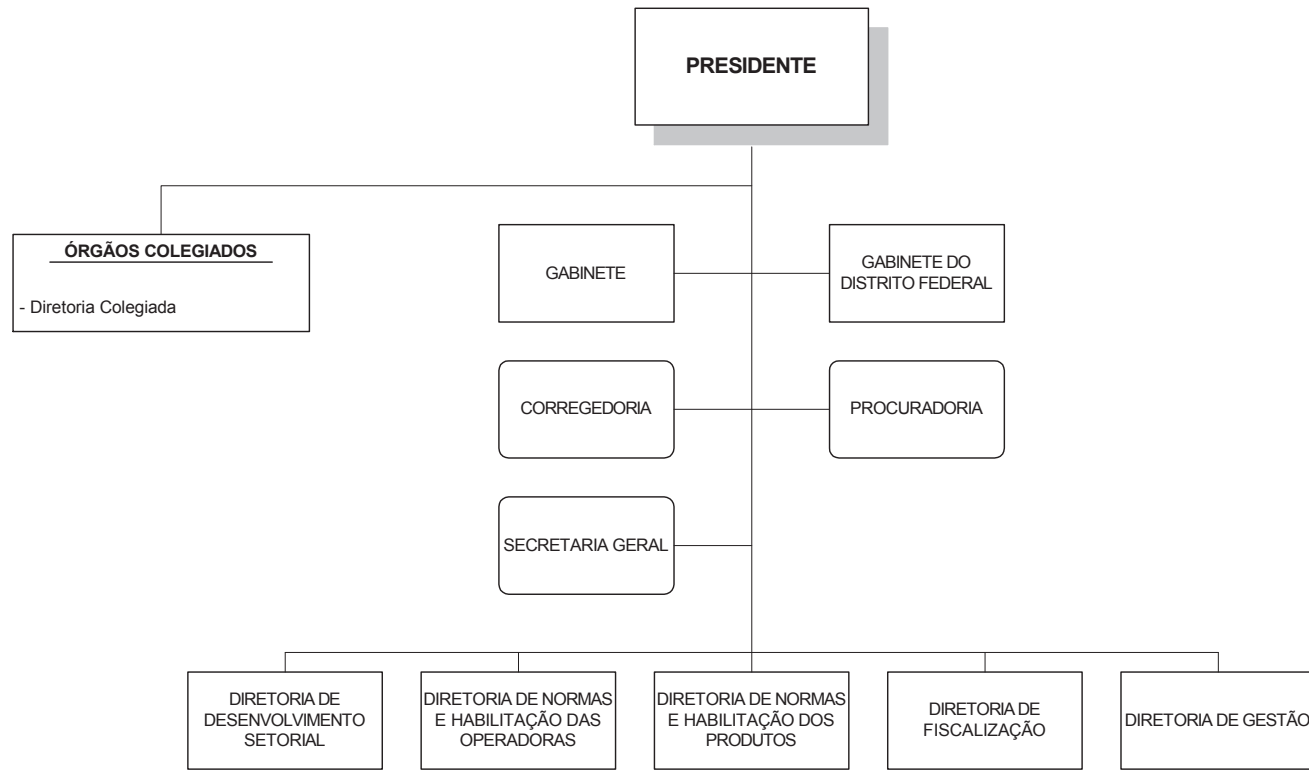 PRESIDENTE
ÓRGÃOS COLEGIADOS
- Diretoria Colegiada
GABINETE
GABINETE DO
DISTRITO FEDERAL
CORREGEDORIA
PROCURADORIA
SECRETARIA GERAL
DIRETORIA DE
DESENVOLVIMENTO
SETORIAL
DIRETORIA DE NORMAS
E HABILITAÇÃO DAS
OPERADORAS
DIRETORIA DE NORMAS
E HABILITAÇÃO DOS
PRODUTOS
DIRETORIA DE
FISCALIZAÇÃO
DIRETORIA DE GESTÃO